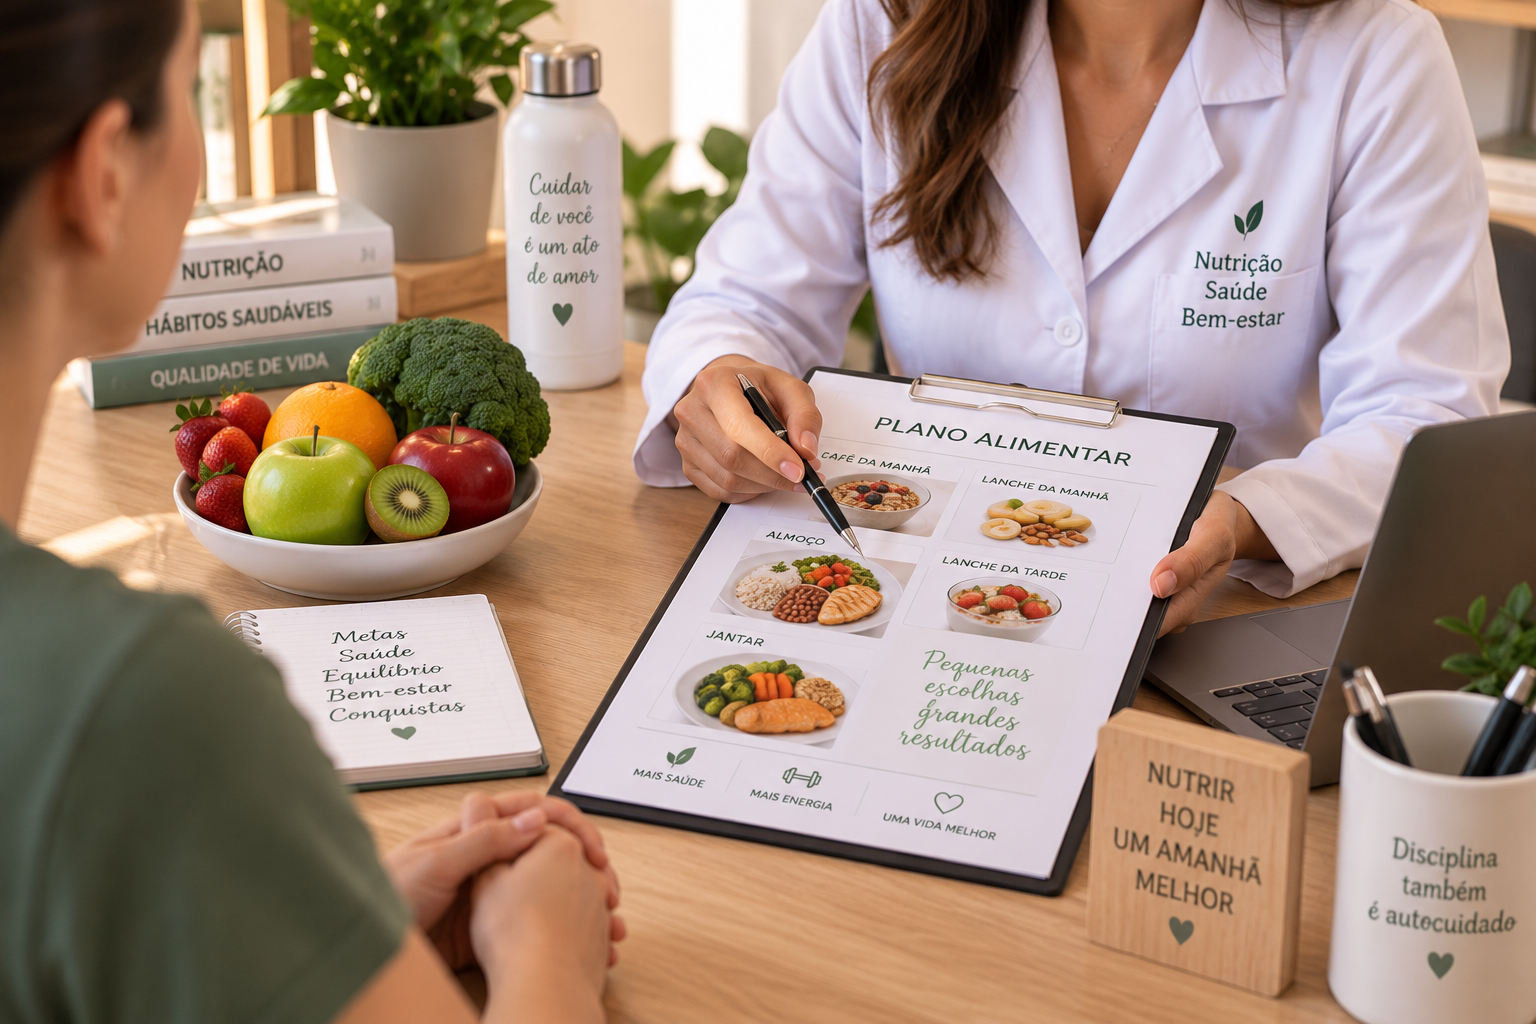 NUTRIÇÃO
HÁBITOS SAUDÁVEIS
QUALIDADE DE VIDA
Cuidar
de você
é um ato
de amor
Nutrição
Saúde
Bem-estar
Metas
Saúde
Equilíbrio
Bem-estar
Conquistas
PLANO ALIMENTAR
CAFÉ DA MANHÃ
LANCHE DA MANHÃ
ALMOÇO
LANCHE DA TARDE
JANTAR
Pequenas
escolhas
grandes
resultados
MAIS SAÚDE
MAIS ENERGIA
UMA VIDA MELHOR
NUTRIR
HOJE
UM AMANHÃ
MELHOR
Disciplina
também
é autocuidado